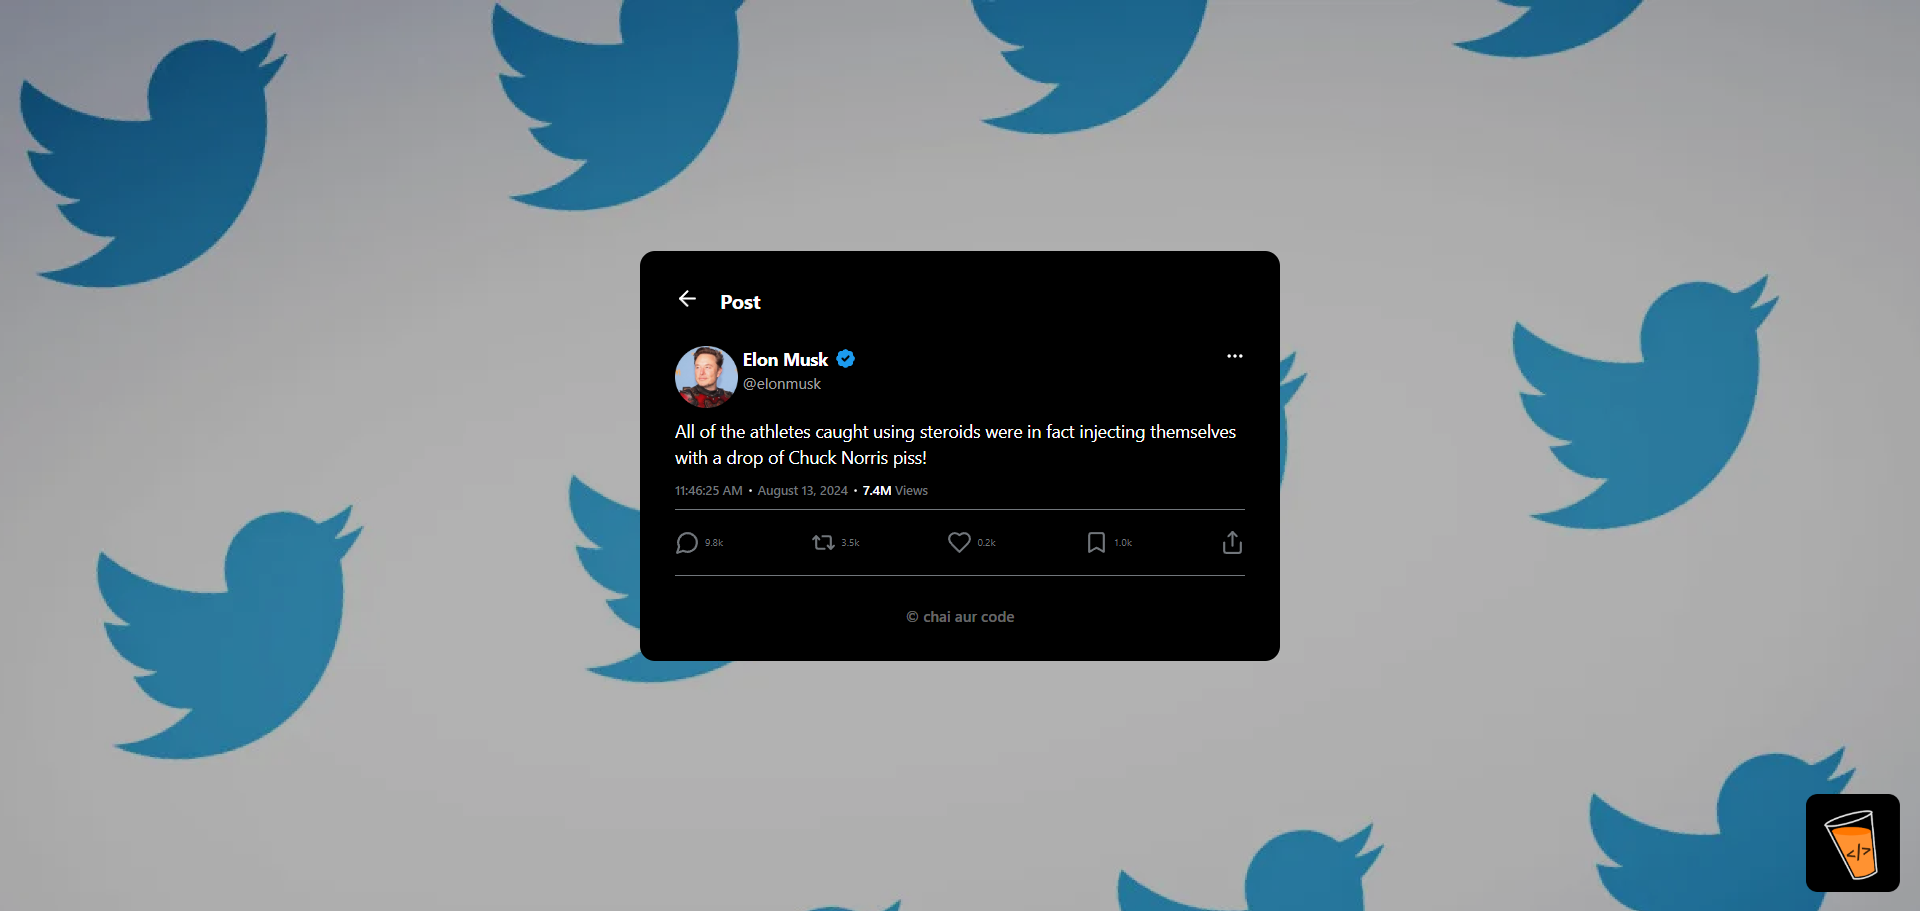 Post
Elon Musk
@elonmusk
All of the athletes caught using steroids were in fact injecting themselves
with a drop of Chuck Norris piss!
11:46:25 AM • August 13, 2024 • 7.4M Views
9.8k 3.5k 0.2k 1.0k
© chai aur code
</>